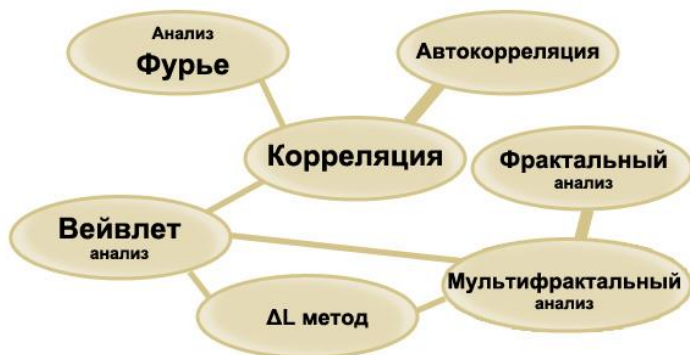 Анализ
Фурье
Автокорреляция
Корреляция
Фрактальный
анализ
Вейвлет
анализ
Мультифрактальный
анализ
ΔL метод